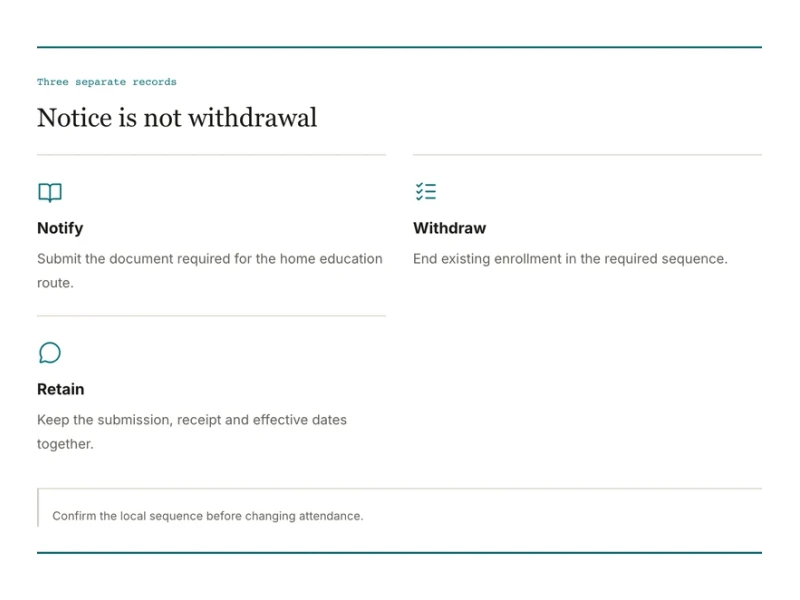 Three separate records
Notice is not withdrawal
Notify
Submit the document required for the home education
route.
Withdraw
End existing enrollment in the required sequence.
Retain
Keep the submission, receipt and effective dates
together.
Confirm the local sequence before changing attendance.